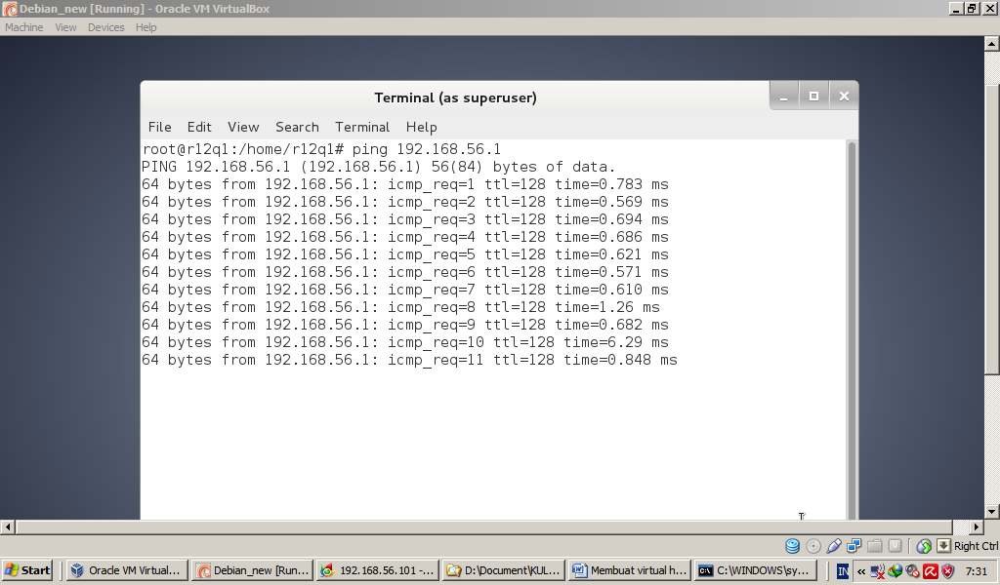 Debian_new [Running] - Oracle VM VirtualBox
Machine View Devices Help
Terminal (as superuser)
File Edit View Search Terminal Help
root@r12q1:/home/r12q1# ping 192.168.56.1
PING 192.168.56.1 (192.168.56.1) 56(84) bytes of data.
64 bytes from 192.168.56.1: icmp_req=1 ttl=128 time=0.783 ms
64 bytes from 192.168.56.1: icmp_req=2 ttl=128 time=0.569 ms
64 bytes from 192.168.56.1: icmp_req=3 ttl=128 time=0.694 ms
64 bytes from 192.168.56.1: icmp_req=4 ttl=128 time=0.686 ms
64 bytes from 192.168.56.1: icmp_req=5 ttl=128 time=0.621 ms
64 bytes from 192.168.56.1: icmp_req=6 ttl=128 time=0.571 ms
64 bytes from 192.168.56.1: icmp_req=7 ttl=128 time=0.610 ms
64 bytes from 192.168.56.1: icmp_req=8 ttl=128 time=1.26 ms
64 bytes from 192.168.56.1: icmp_req=9 ttl=128 time=0.682 ms
64 bytes from 192.168.56.1: icmp_req=10 ttl=128 time=6.29 ms
64 bytes from 192.168.56.1: icmp_req=11 ttl=128 time=0.848 ms
Right Ctrl
Start Oracle VM Virtual... Debian_new [Run... 192.168.56.101 -... D:\Document\KUL... Membuat virtual h... C:\WINDOWS\sy... IN « 7:31